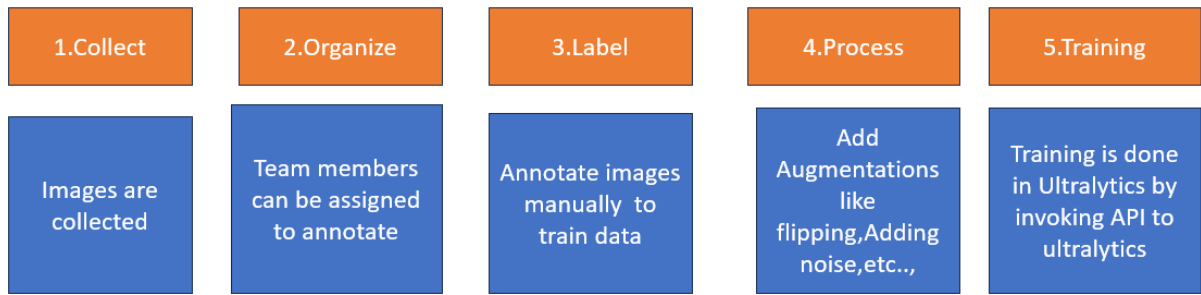 1.Collect
2.Organize
3.Label
4.Process
5.Training
Images are
collected
Team members
can be assigned
to annotate
Annotate images
manually  to
train data
Add
Augmentations
like
flipping,Adding
noise,etc..,
Training is done
in Ultralytics by
invoking API to
ultralytics